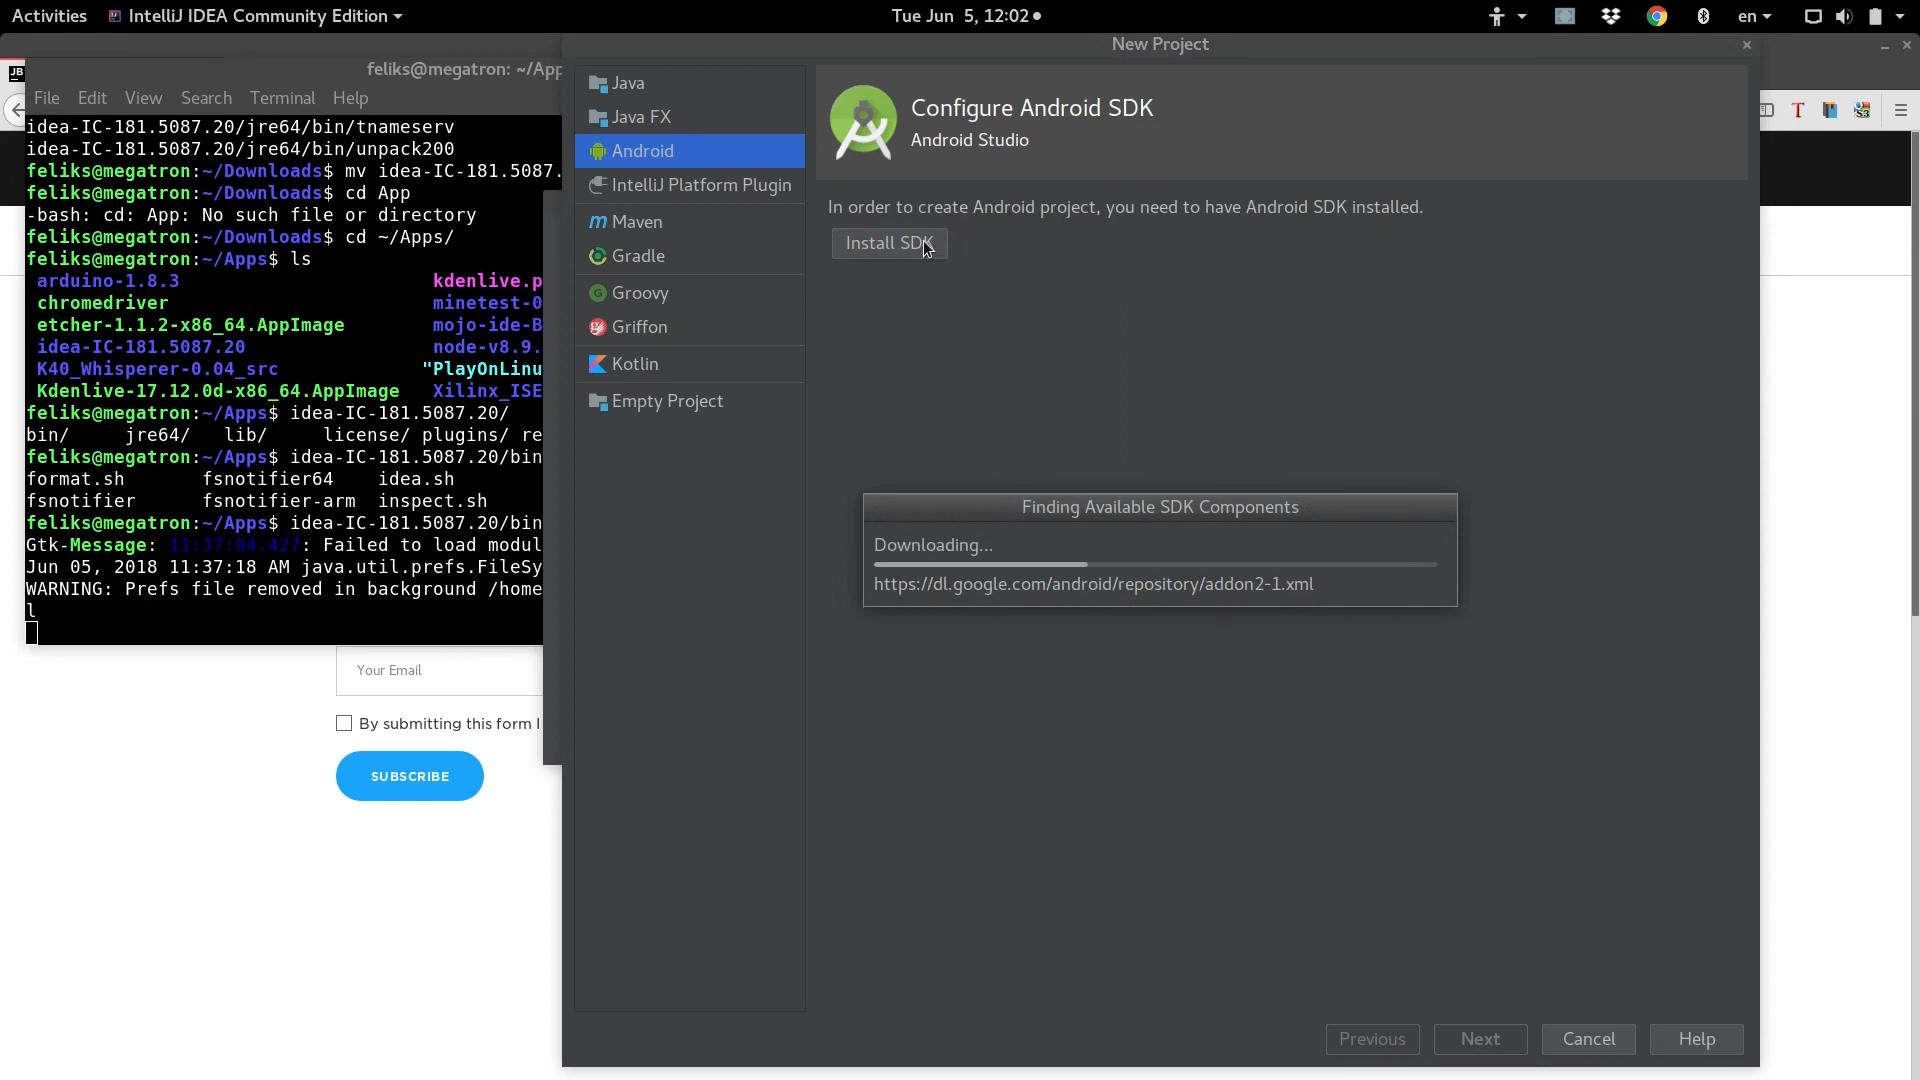 Activities IntelliJ IDEA Community Edition Tue Jun 5, 12:02 en
New Project
JB
feliks@megatron: ~/App
File Edit View Search Terminal Help
idea-IC-181.5087.20/jre64/bin/tnameserv
idea-IC-181.5087.20/jre64/bin/unpack200
feliks@megatron:~/Downloads$ mv idea-IC-181.5087.
feliks@megatron:~/Downloads$ cd App
-bash: cd: App: No such file or directory
feliks@megatron:~/Downloads$ cd ~/Apps/
feliks@megatron:~/Apps$ ls
arduino-1.8.3 kdenlive.p
chromedriver minetest-0
etcher-1.1.2-x86_64.AppImage mojo-ide-B
idea-IC-181.5087.20 node-v8.9.
K40_Whisperer-0.04_src "PlayOnLinu
Kdenlive-17.12.0d-x86_64.AppImage Xilinx_ISE
feliks@megatron:~/Apps$ idea-IC-181.5087.20/
bin/ jre64/ lib/ license/ plugins/ re
feliks@megatron:~/Apps$ idea-IC-181.5087.20/bin
format.sh fsnotifier64 idea.sh
fsnotifier fsnotifier-arm inspect.sh
feliks@megatron:~/Apps$ idea-IC-181.5087.20/bin
Gtk-Message: 11:37:04.427: Failed to load modul
Jun 05, 2018 11:37:18 AM java.util.prefs.FileSy
WARNING: Prefs file removed in background /home
l
Your Email
By submitting this form I
SUBSCRIBE
Java
Java FX
Android
IntelliJ Platform Plugin
Maven
Gradle
Groovy
Griffon
Kotlin
Empty Project
Configure Android SDK
Android Studio
In order to create Android project, you need to have Android SDK installed.
Install SDK
Finding Available SDK Components
Downloading...
https://dl.google.com/android/repository/addon2-1.xml
Previous Next Cancel Help
T